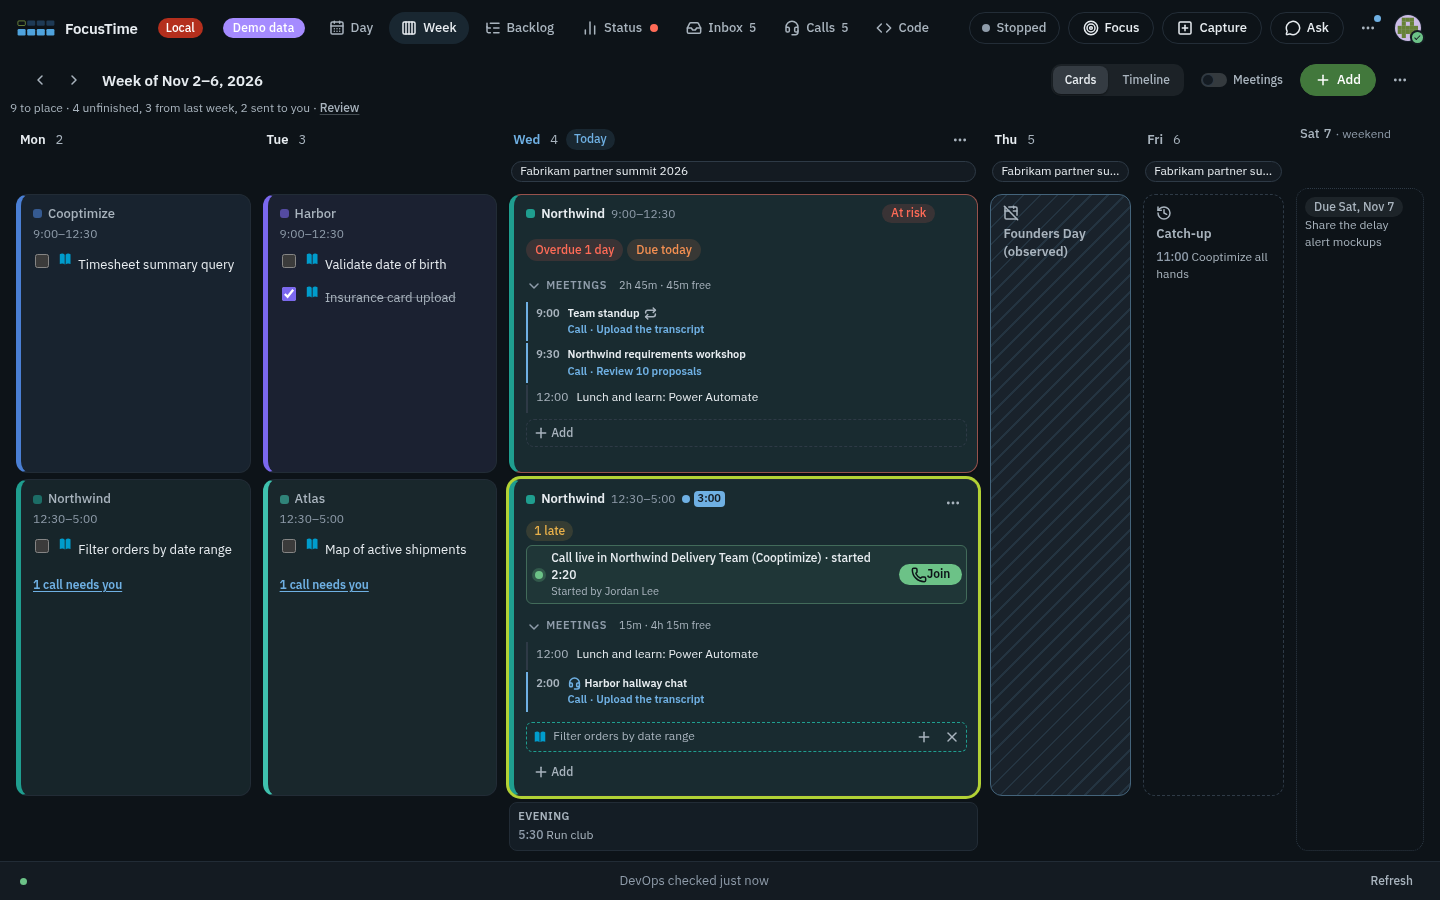 FocusTime
Local
Demo data
Day
Week
Backlog
Status
Inbox 5
Calls 5
Code
Stopped
Focus
Capture
Ask
Week of Nov 2–6, 2026
Cards
Timeline
Meetings
Add
9 to place · 4 unfinished, 3 from last week, 2 sent to you · Review
Mon 2
Tue 3
Wed 4 Today
Thu 5
Fri 6
Sat 7 · weekend
Fabrikam partner summit 2026
Fabrikam partner su...
Fabrikam partner su...
Cooptimize
9:00–12:30
Timesheet summary query
Harbor
9:00–12:30
Validate date of birth
Insurance card upload
Northwind 9:00–12:30
At risk
Overdue 1 day
Due today
MEETINGS 2h 45m · 45m free
9:00 Team standup
Call · Upload the transcript
9:30 Northwind requirements workshop
Call · Review 10 proposals
12:00 Lunch and learn: Power Automate
Add
Founders Day
(observed)
Catch-up
11:00 Cooptimize all
hands
Due Sat, Nov 7
Share the delay
alert mockups
Northwind
12:30–5:00
Filter orders by date range
1 call needs you
Atlas
12:30–5:00
Map of active shipments
1 call needs you
Northwind 12:30–5:00 3:00
1 late
Call live in Northwind Delivery Team (Cooptimize) · started
2:20
Started by Jordan Lee
Join
MEETINGS 15m · 4h 15m free
12:00 Lunch and learn: Power Automate
2:00 Harbor hallway chat
Call · Upload the transcript
Filter orders by date range
Add
EVENING
5:30 Run club
DevOps checked just now
Refresh